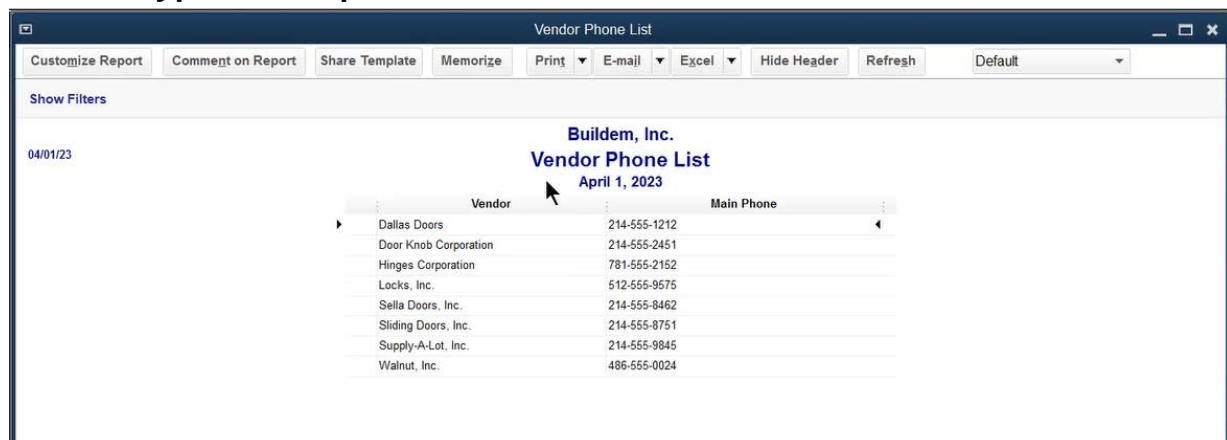 Vendor Phone List
Customize Report Comment on Report Share Template Memorize Print E-mail Excel Hide Header Refresh Default
Show Filters
Buildem, Inc.
04/01/23
Vendor Phone List
April 1, 2023
Vendor Main Phone
Dallas Doors 214-555-1212
Door Knob Corporation 214-555-2451
Hinges Corporation 781-555-2152
Locks, Inc. 512-555-9575
Sella Doors, Inc. 214-555-8462
Sliding Doors, Inc. 214-555-8751
Supply-A-Lot, Inc. 214-555-9845
Walnut, Inc. 486-555-0024